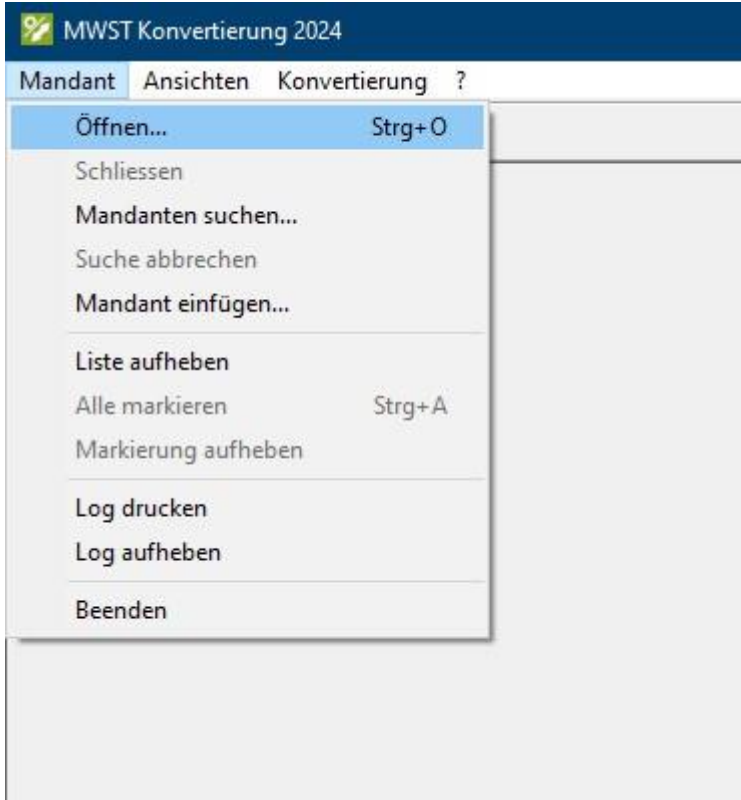 MWST Konvertierung 2024
Mandant Ansichten Konvertierung ?
Öffnen... Strg+O
Schliessen
Mandanten suchen...
Suche abbrechen
Mandant einfügen...
Liste aufheben
Alle markieren Strg+A
Markierung aufheben
Log drucken
Log aufheben
Beenden